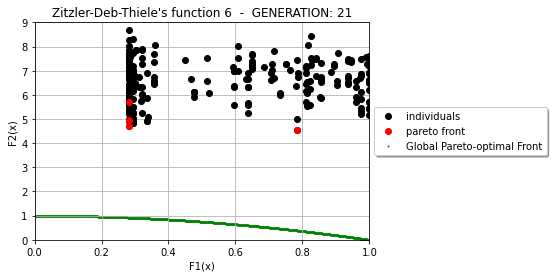 Zitzler-Deb-Thiele's function 6 - GENERATION: 21
F2(x)
9
8
7
6
5
4
3
2
1
0
0.0 0.2 0.4 0.6 0.8 1.0
F1(x)
individuals
pareto front
Global Pareto-optimal Front